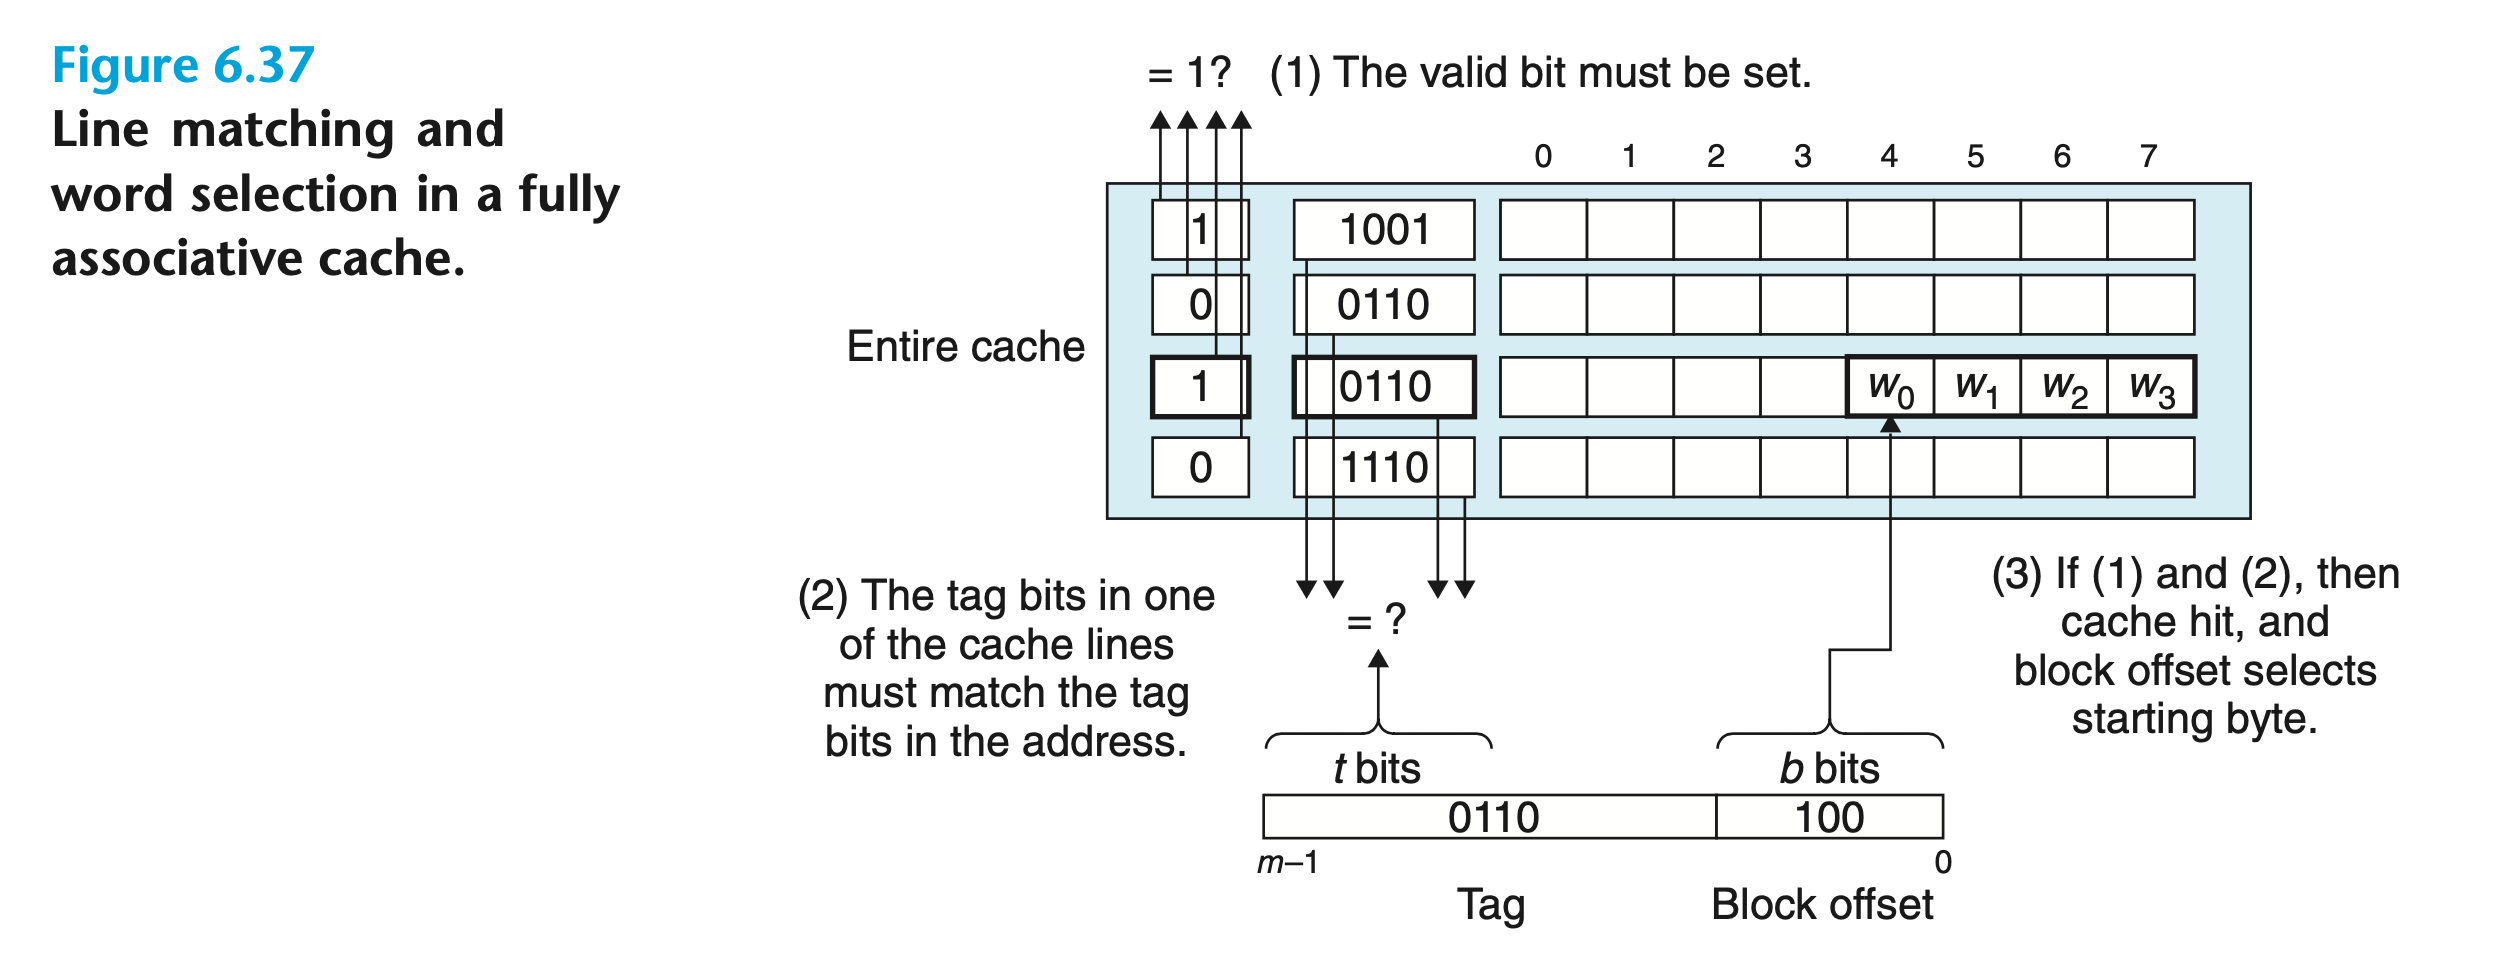 Figure 6.37
Line matching and
word selection in a fully
associative cache.
= 1? (1) The valid bit must be set.
0 1 2 3 4 5 6 7
1 1001
0 0110
Entire cache
1 0110 w0 w1 w2 w3
0 1110
(2) The tag bits in one
of the cache lines
must match the tag
bits in the address.
= ?
(3) If (1) and (2), then
cache hit, and
block offset selects
starting byte.
t bits b bits
0110 100
m–1 0
Tag Block offset